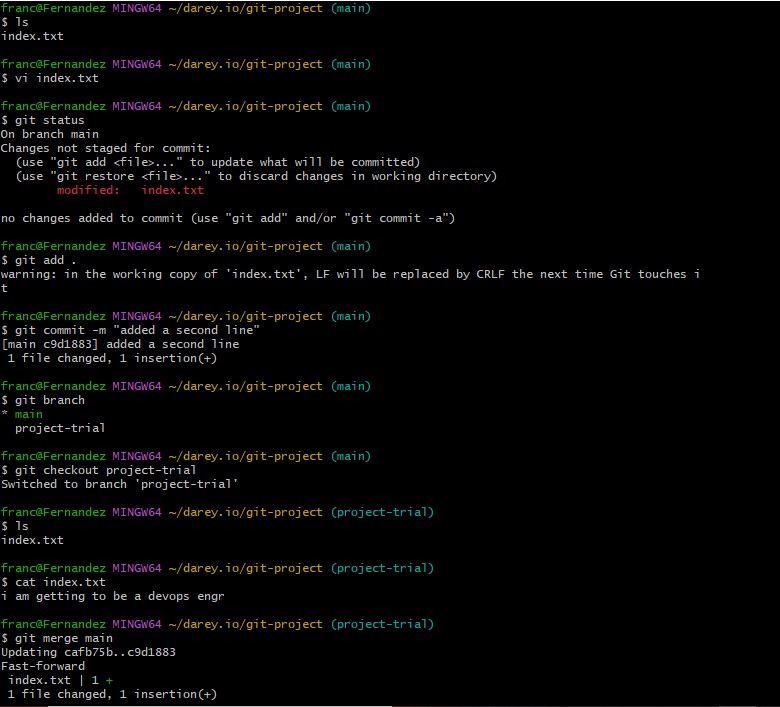 franc@Fernandez MINGW64 ~/darey.io/git-project (main)
$ ls
index.txt
franc@Fernandez MINGW64 ~/darey.io/git-project (main)
$ vi index.txt
franc@Fernandez MINGW64 ~/darey.io/git-project (main)
$ git status
On branch main
Changes not staged for commit:
  (use "git add <file>..." to update what will be committed)
  (use "git restore <file>..." to discard changes in working directory)
        modified:   index.txt
no changes added to commit (use "git add" and/or "git commit -a")
franc@Fernandez MINGW64 ~/darey.io/git-project (main)
$ git add .
warning: in the working copy of 'index.txt', LF will be replaced by CRLF the next time Git touches i
t
franc@Fernandez MINGW64 ~/darey.io/git-project (main)
$ git commit -m "added a second line"
[main c9d1883] added a second line
 1 file changed, 1 insertion(+)
franc@Fernandez MINGW64 ~/darey.io/git-project (main)
$ git branch
* main
  project-trial
franc@Fernandez MINGW64 ~/darey.io/git-project (main)
$ git checkout project-trial
Switched to branch 'project-trial'
franc@Fernandez MINGW64 ~/darey.io/git-project (project-trial)
$ ls
index.txt
franc@Fernandez MINGW64 ~/darey.io/git-project (project-trial)
$ cat index.txt
i am getting to be a devops engr
franc@Fernandez MINGW64 ~/darey.io/git-project (project-trial)
$ git merge main
Updating cafb75b..c9d1883
Fast-forward
 index.txt | 1 +
 1 file changed, 1 insertion(+)